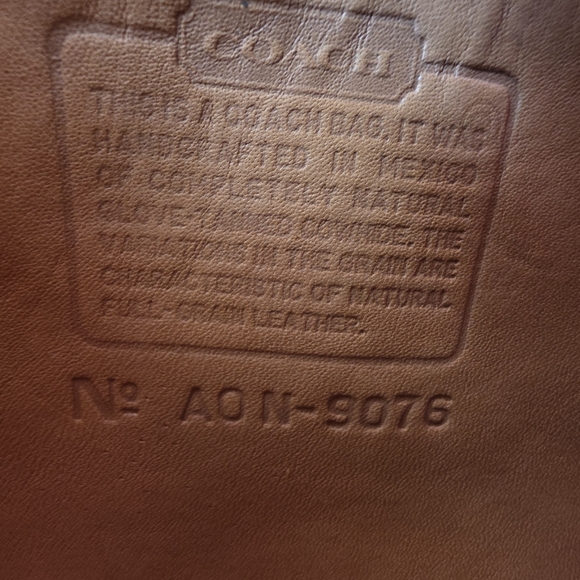 COACH
THIS IS A COACH BAG. IT WAS
HANDCRAFTED IN MEXICO
OF COMPLETELY NATURAL
GLOVE-TANNED COWHIDE. THE
VARIATIONS IN THE GRAIN ARE
CHARACTERISTIC OF NATURAL
FULL-GRAIN LEATHER.
Nº AON-9076